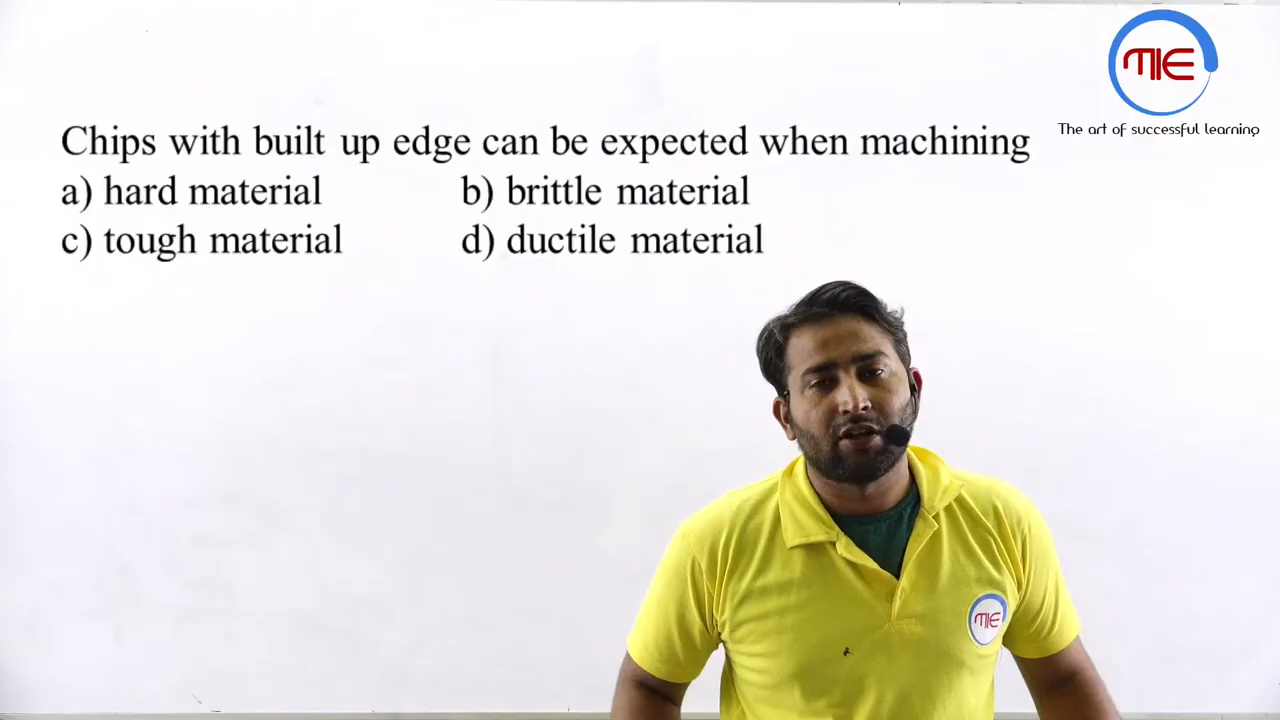 MIE
The art of successful learning
Chips with built up edge can be expected when machining
a) hard material b) brittle material
c) tough material d) ductile material
MIE